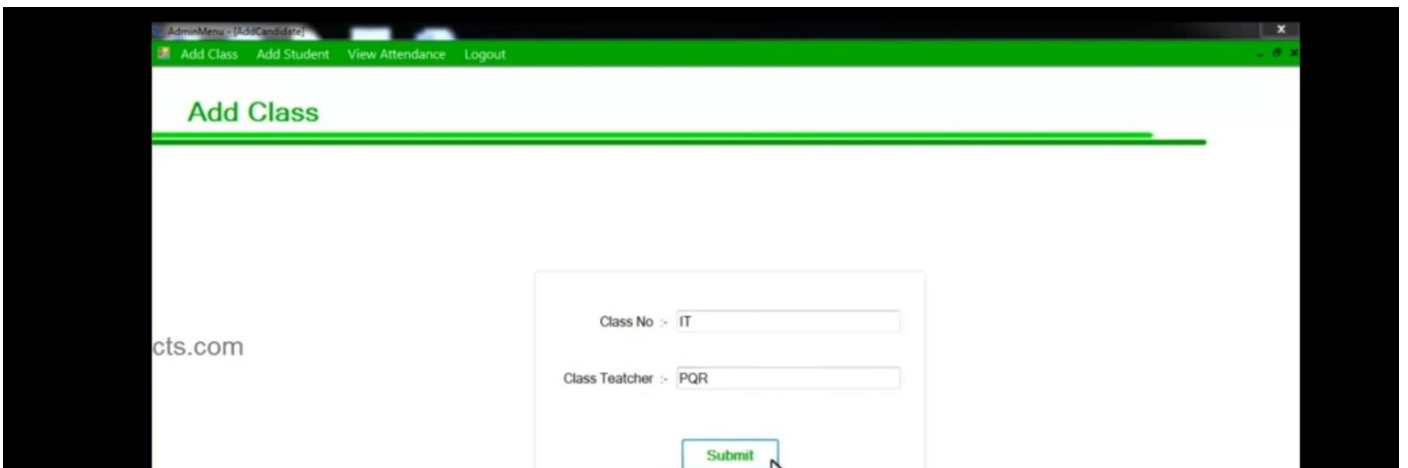 AdminMenu - [AddCandidate]
Add Class Add Student View Attendance Logout
Add Class
Class No :- IT
cts.com
Class Teatcher :- PQR
Submit